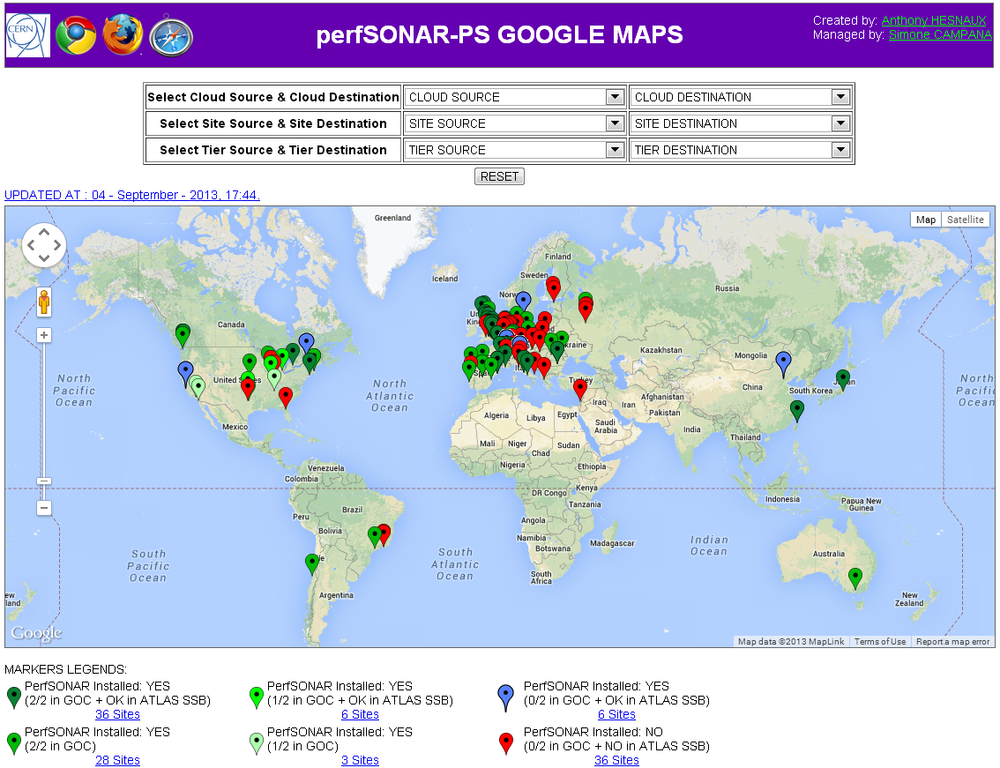 CERN
perfSONAR-PS GOOGLE MAPS
Created by: Anthony HESNAUX
Managed by: Simone CAMPANA
Select Cloud Source & Cloud Destination CLOUD SOURCE CLOUD DESTINATION
Select Site Source & Site Destination SITE SOURCE SITE DESTINATION
Select Tier Source & Tier Destination TIER SOURCE TIER DESTINATION
RESET
UPDATED AT : 04 - September - 2013, 17:44.
Map Satellite
Greenland
Iceland
Finland
Sweden
Norw
Russia
Canada
Kazakhstan
Mongolia
North Pacific Ocean
North Atlantic Ocean
China
South Korea
North Pacific Ocean
Afghanistan
Pakistan
Iraq
Iran
Mexico
Algeria
Libya
Egypt
Saudi Arabia
India
Thailand
Mali
Niger
Chad
Sudan
Nigeria
Ethiopia
Venezuela
Colombia
DR Congo
Kenya
Tanzania
Indonesia
Papua New Guinea
Peru
Brazil
Bolivia
Angola
Namibia
Botswana
Madagascar
South Africa
Indian Ocean
South Pacific Ocean
South Atlantic Ocean
Australia
Argentina
New Zealand
Google
Map data ©2013 MapLink Terms of Use Report a map error
MARKERS LEGENDS:
PerfSONAR Installed: YES
(2/2 in GOC + OK in ATLAS SSB)
36 Sites
PerfSONAR Installed: YES
(1/2 in GOC + OK in ATLAS SSB)
6 Sites
PerfSONAR Installed: YES
(0/2 in GOC + OK in ATLAS SSB)
6 Sites
PerfSONAR Installed: YES
(2/2 in GOC)
28 Sites
PerfSONAR Installed: YES
(1/2 in GOC)
3 Sites
PerfSONAR Installed: NO
(0/2 in GOC + NO in ATLAS SSB)
36 Sites